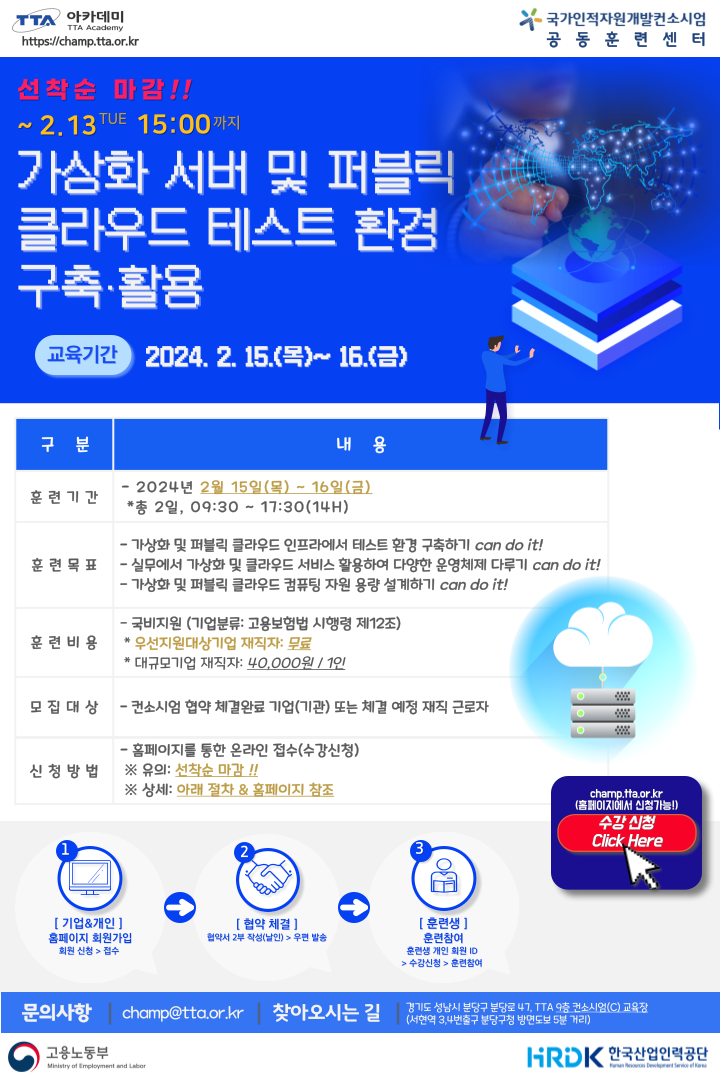 TTA 아카데미
TTA Academy
https://champ.tta.or.kr
국가인적자원개발컨소시엄
공동훈련센터
선착순 마감!!
~ 2.13 TUE 15:00까지
가상화 서버 및 퍼블릭
클라우드 테스트 환경
구축·활용
교육기간 2024. 2. 15.(목)~ 16.(금)
구 분 내 용
훈련기간
- 2024년 2월 15일(목) ~ 16일(금)
*총 2일, 09:30 ~ 17:30(14H)
훈련목표
- 가상화 및 퍼블릭 클라우드 인프라에서 테스트 환경 구축하기 can do it!
- 실무에서 가상화 및 클라우드 서비스 활용하여 다양한 운영체제 다루기 can do it!
- 가상화 및 퍼블릭 클라우드 컴퓨팅 자원 용량 설계하기 can do it!
훈련비용
- 국비지원 (기업분류: 고용보험법 시행령 제12조)
* 우선지원대상기업 재직자: 무료
* 대규모기업 재직자: 40,000원 / 1인
모집대상
- 컨소시엄 협약 체결완료 기업(기관) 또는 체결 예정 재직 근로자
신청방법
- 홈페이지를 통한 온라인 접수(수강신청)
※ 유의: 선착순 마감 !!
※ 상세: 아래 절차 & 홈페이지 참조
champ.tta.or.kr
(홈페이지에서 신청가능!)
수강 신청
Click Here
1
[ 기업&개인 ]
홈페이지 회원가입
회원 신청 > 접수
2
[ 협약 체결 ]
협약서 2부 작성(날인) > 우편 발송
3
[ 훈련생 ]
훈련참여
훈련생 개인 회원 ID
> 수강신청 > 훈련참여
문의사항 | champ@tta.or.kr | 찾아오시는 길 |
경기도 성남시 분당구 분당로 47, TTA 9층 컨소시엄(C) 교육장
(서현역 3,4번출구 분당구청 방면도보 5분 거리)
고용노동부
Ministry of Employment and Labor
HRDK 한국산업인력공단
Human Resources Development Service of Korea